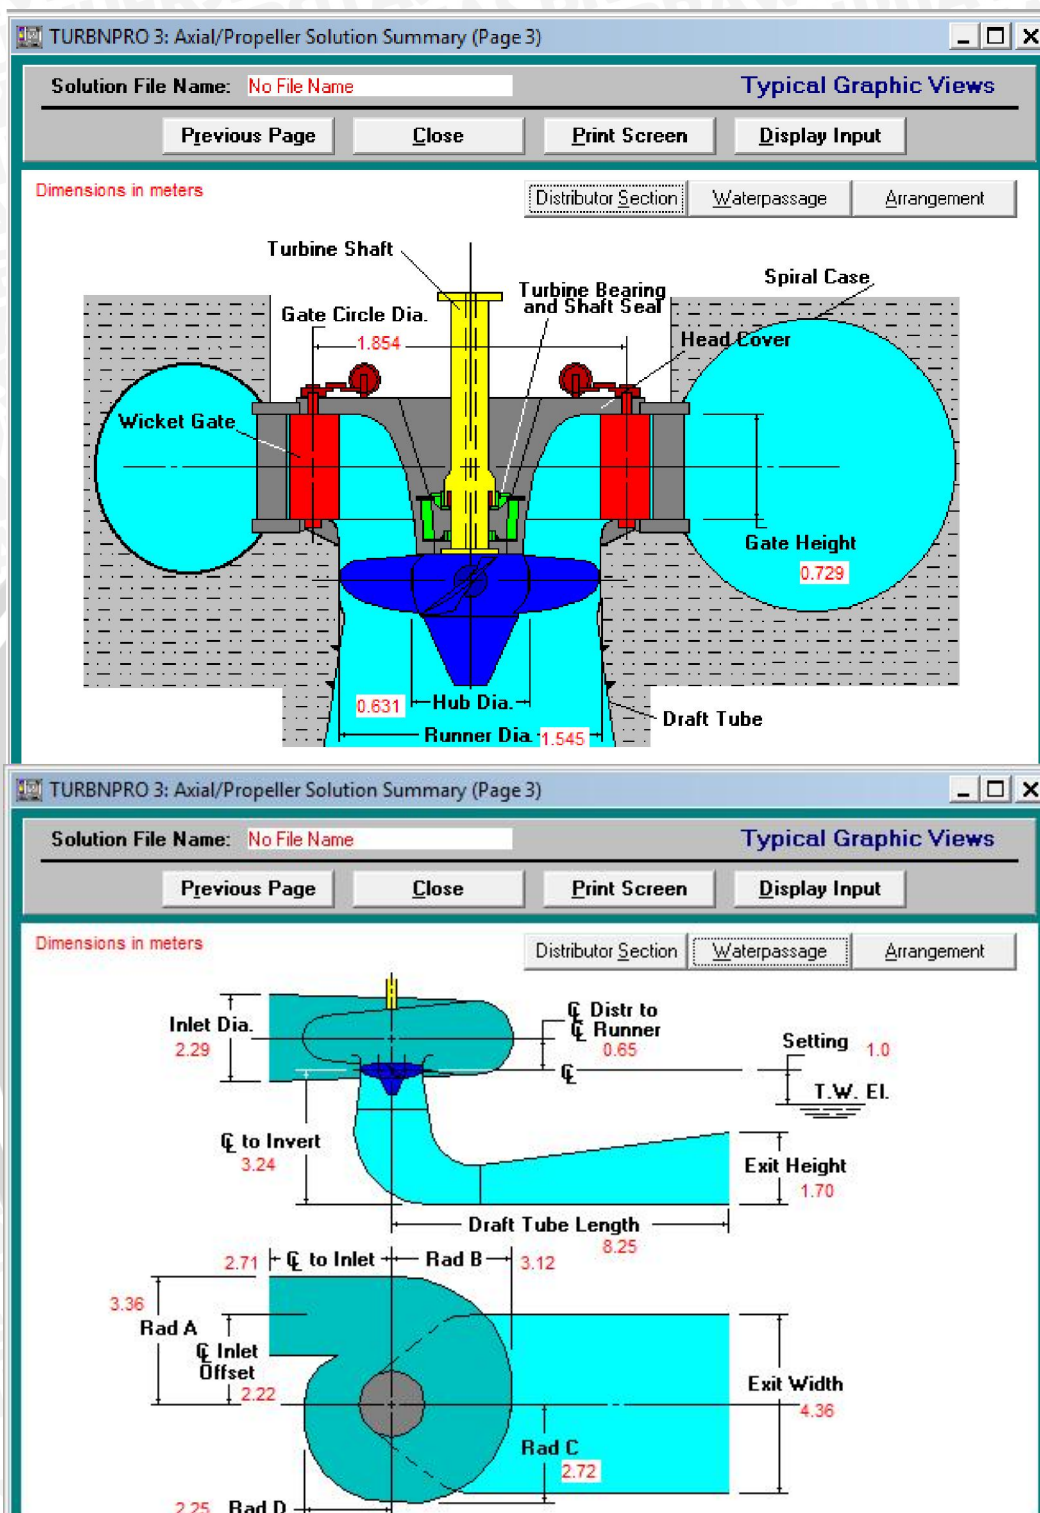 TURBNPRO 3: Axial/Propeller Solution Summary (Page 3)
Solution File Name: No File Name Typical Graphic Views
Previous Page Close Print Screen Display Input
Dimensions in meters
Distributor Section Waterpassage Arrangement
Turbine Shaft
Turbine Bearing
and Shaft Seal
Spiral Case
Gate Circle Dia.
1.854
Head Cover
Wicket Gate
Gate Height
0.729
0.631 Hub Dia.
Draft Tube
Runner Dia. 1.545
TURBNPRO 3: Axial/Propeller Solution Summary (Page 3)
Solution File Name: No File Name Typical Graphic Views
Previous Page Close Print Screen Display Input
Dimensions in meters
Distributor Section Waterpassage Arrangement
Inlet Dia.
2.29
℄ Distr to
℄ Runner
0.65
Setting 1.0
℄
T.W. El.
℄ to Invert
3.24
Exit Height
1.70
Draft Tube Length
8.25
2.71 ℄ to Inlet Rad B 3.12
3.36
Rad A
℄ Inlet
Offset
2.22
Exit Width
4.36
Rad C
2.72
2.25 Rad D